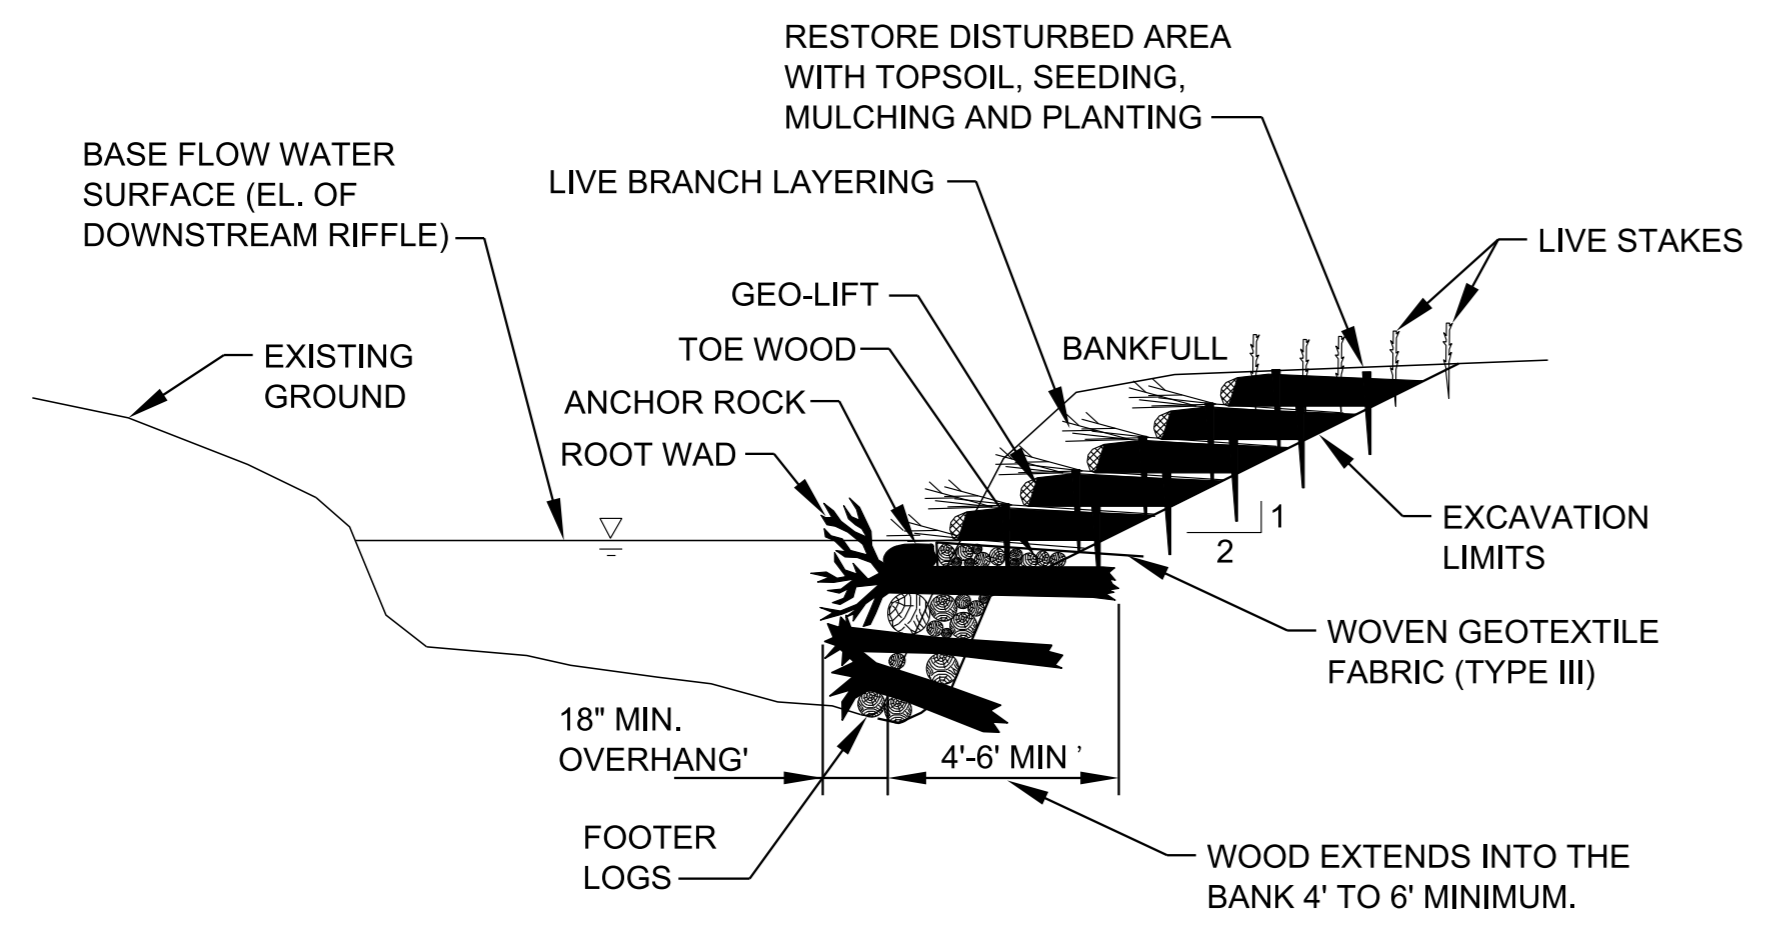 RESTORE DISTURBED AREA
WITH TOPSOIL, SEEDING,
MULCHING AND PLANTING
BASE FLOW WATER
SURFACE (EL. OF
DOWNSTREAM RIFFLE)
LIVE BRANCH LAYERING
LIVE STAKES
GEO-LIFT
TOE WOOD
BANKFULL
EXISTING
GROUND
ANCHOR ROCK
ROOT WAD
1
2
EXCAVATION
LIMITS
WOVEN GEOTEXTILE
FABRIC (TYPE III)
18" MIN.
OVERHANG'
4'-6' MIN '
FOOTER
LOGS
WOOD EXTENDS INTO THE
BANK 4' TO 6' MINIMUM.